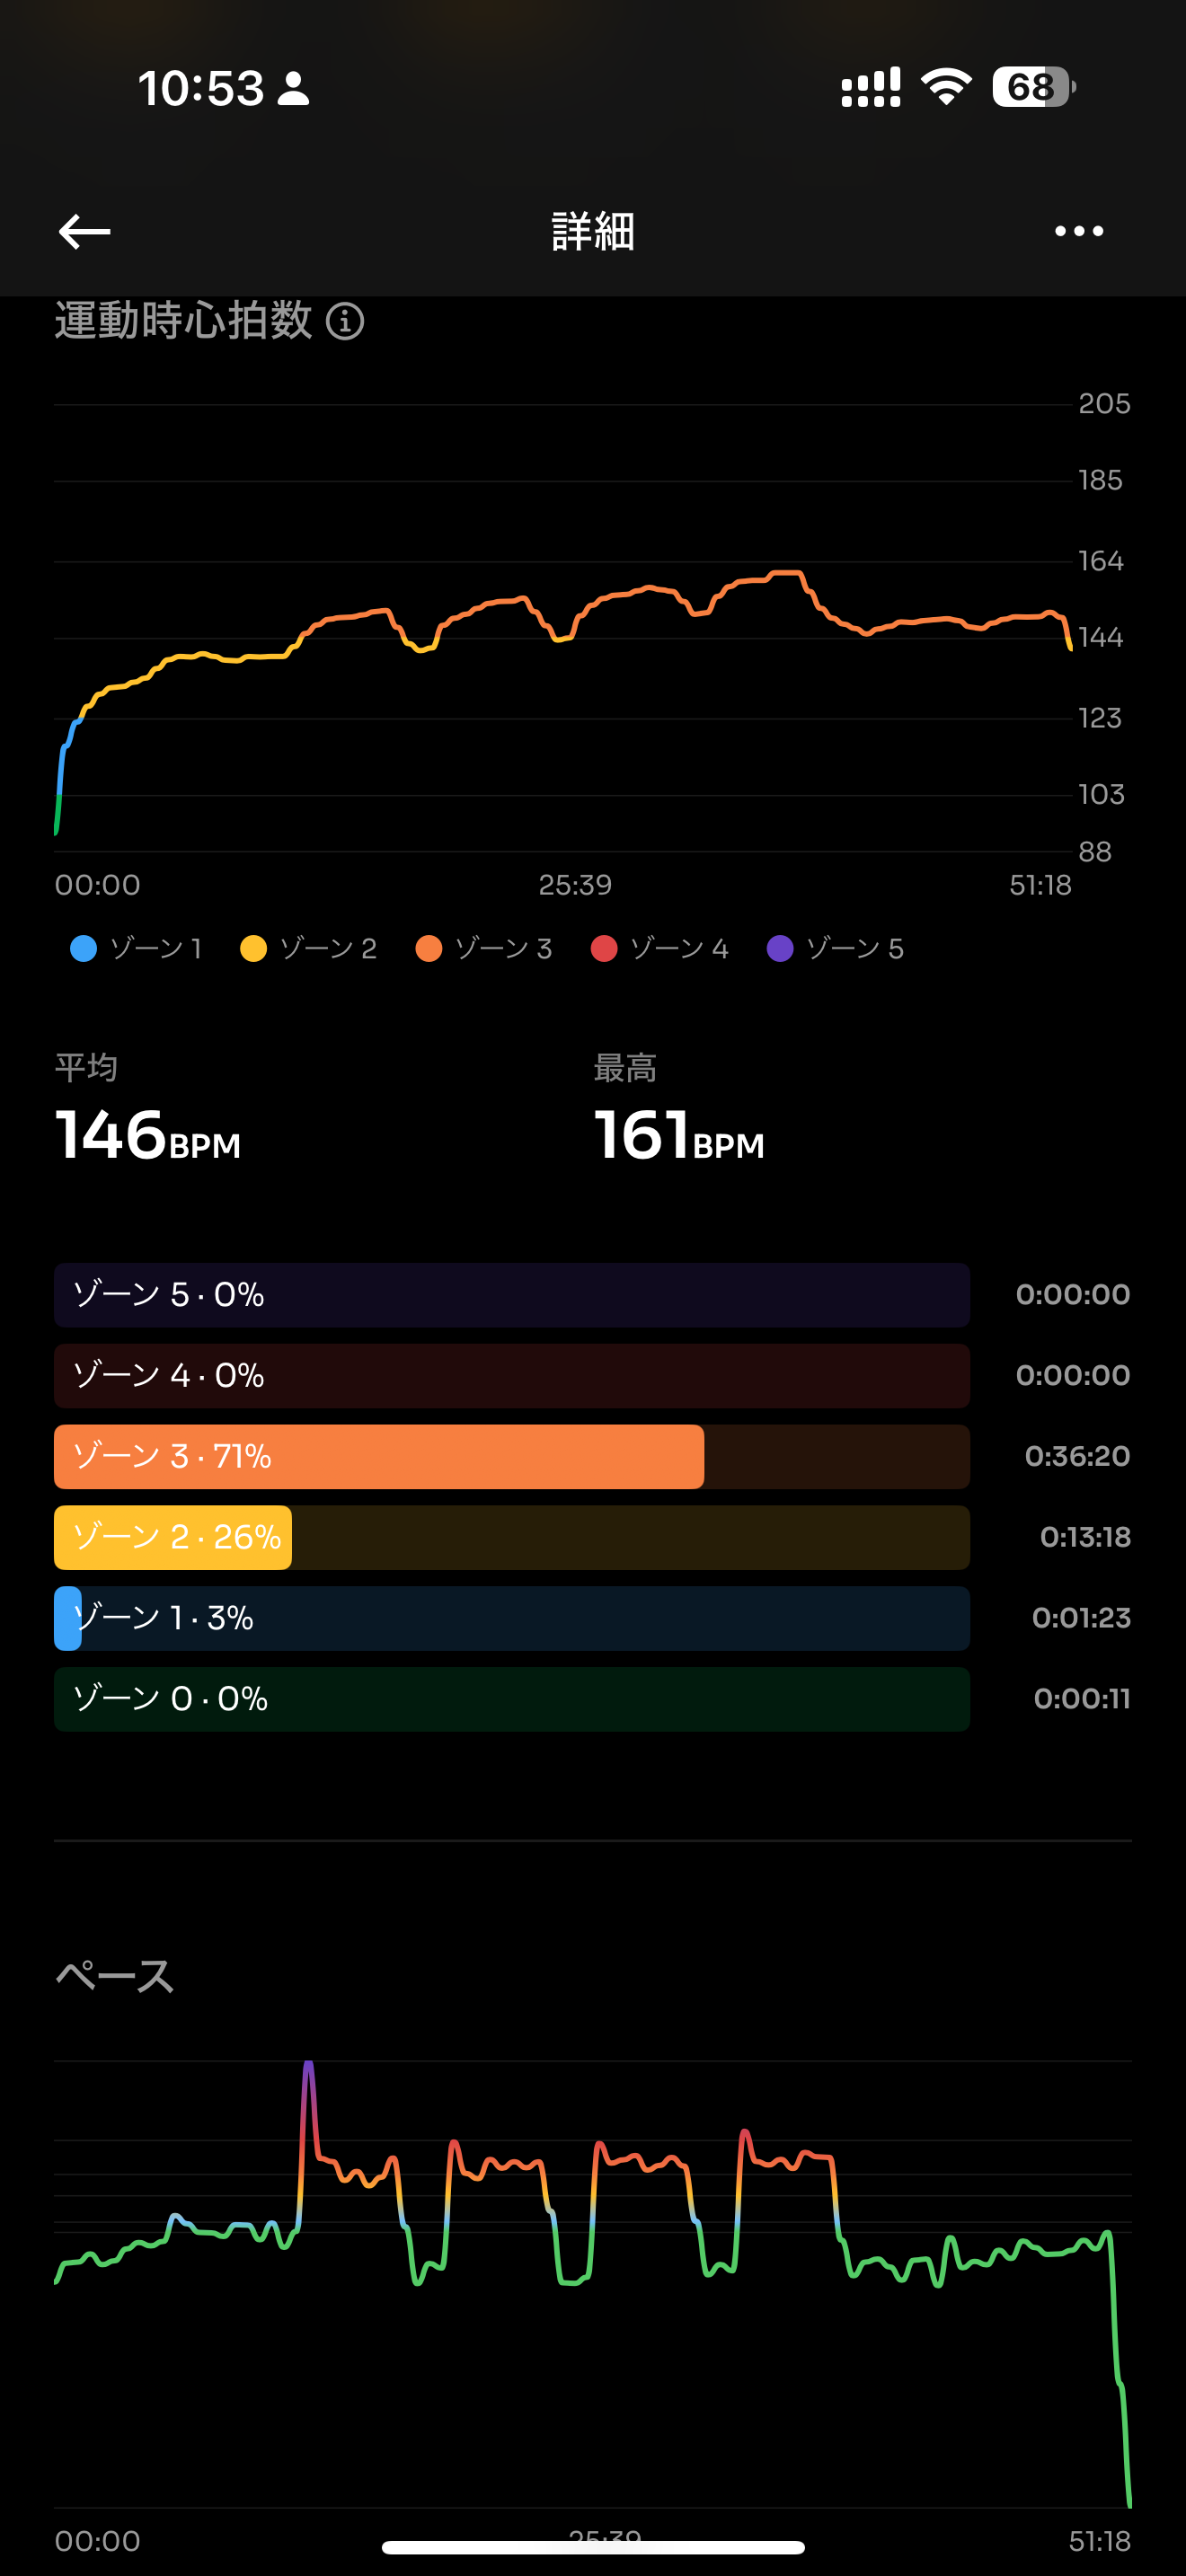 10:53
68
詳細
運動時心拍数
205
185
164
144
123
103
88
00:00 25:39 51:18
ゾーン 1 ゾーン 2 ゾーン 3 ゾーン 4 ゾーン 5
平均 最高
146BPM 161BPM
ゾーン 5 · 0% 0:00:00
ゾーン 4 · 0% 0:00:00
ゾーン 3 · 71% 0:36:20
ゾーン 2 · 26% 0:13:18
ゾーン 1 · 3% 0:01:23
ゾーン 0 · 0% 0:00:11
ペース
00:00 25:39 51:18